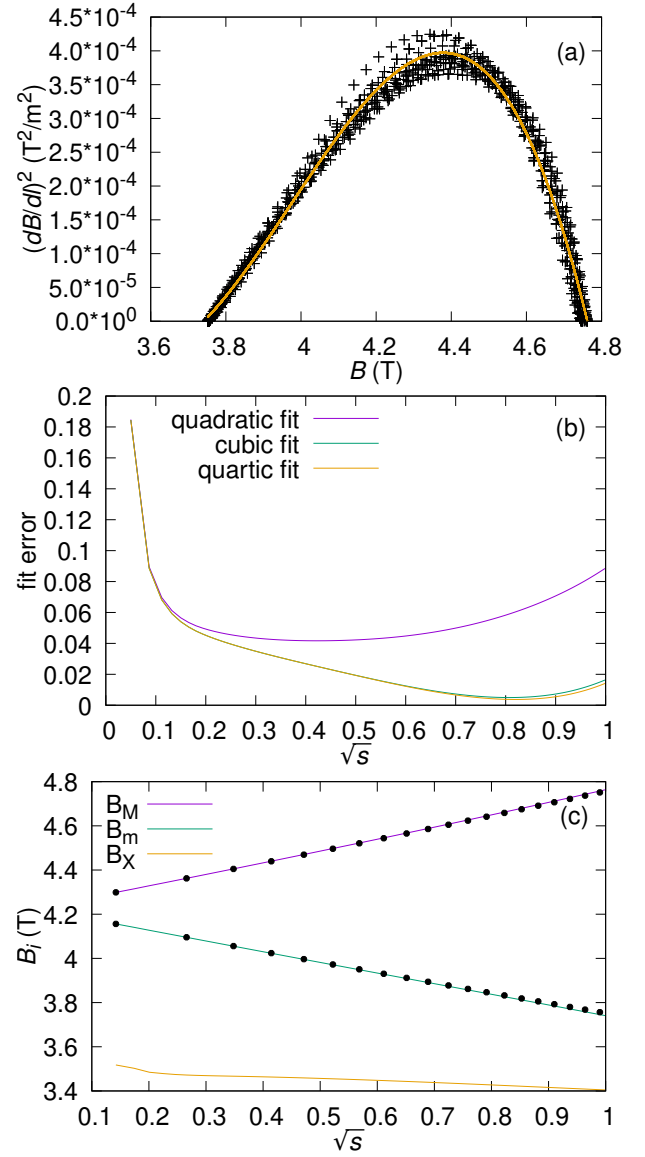 4.5*10^-4
4.0*10^-4
3.5*10^-4
3.0*10^-4
2.5*10^-4
2.0*10^-4
1.5*10^-4
1.0*10^-4
5.0*10^-5
0.0*10^0
(dB/dl)^2 (T^2/m^2)
(a)
3.6 3.8 4 4.2 4.4 4.6 4.8
B (T)
0.2
0.18
0.16
0.14
0.12
0.1
0.08
0.06
0.04
0.02
0
fit error
quadratic fit
cubic fit
quartic fit
(b)
0 0.1 0.2 0.3 0.4 0.5 0.6 0.7 0.8 0.9 1
√s
4.8
4.6
4.4
4.2
4
3.8
3.6
3.4
B_i (T)
B_M
B_m
B_X
(c)
0.1 0.2 0.3 0.4 0.5 0.6 0.7 0.8 0.9 1
√s